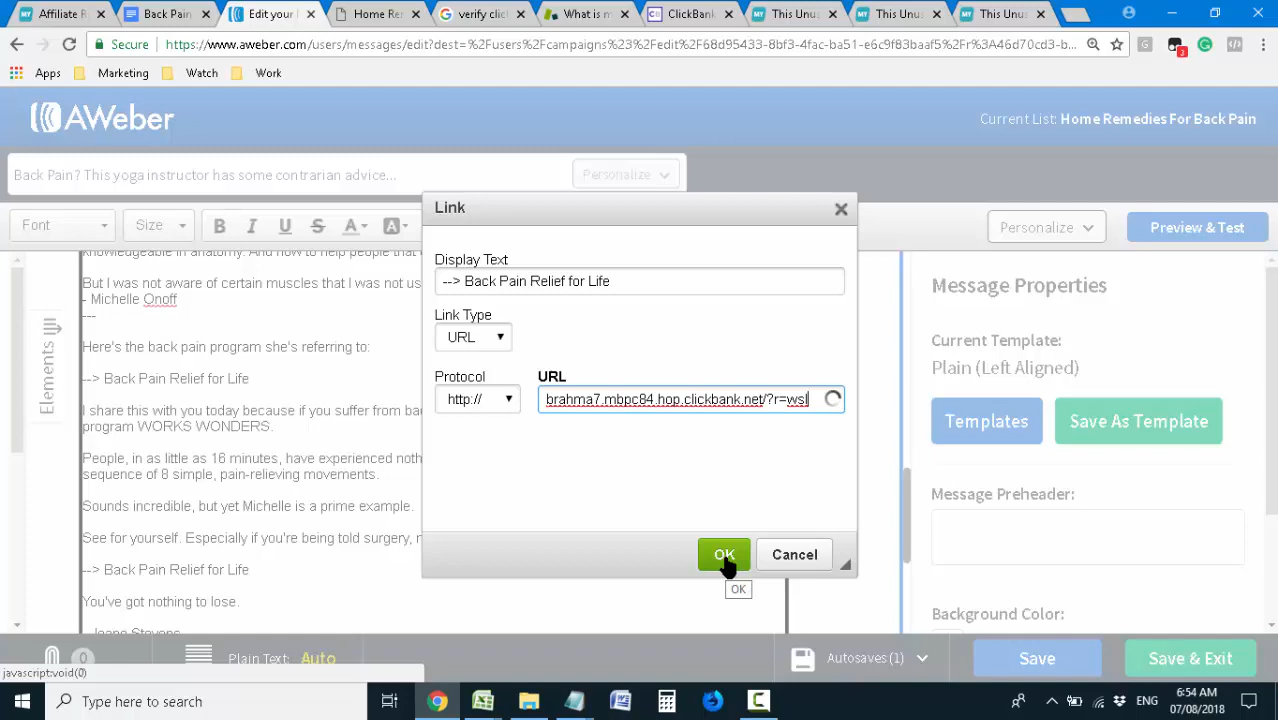 Affiliate R
Back Pain
Edit your
Home Rem
verify click
What is m
ClickBank
This Unus
This Unus
This Unus
Secure
https://www.aweber.com/users/messages/edit?dest=%2Fusers%2Fcampaigns%23%2Fedit%2F68d95433-8bf3-4fac-ba51-e6c9f83baaf5%2Fr%3A46d70cd3-b...
3
Apps
Marketing
Watch
Work
AWeber
Current List: Home Remedies For Back Pain
Back Pain? This yoga instructor has some contrarian advice...
Personalize
Link
Font
Size
B I U S A A
Personalize
Preview & Test
Display Text
--> Back Pain Relief for Life
Link Type
URL
Protocol
URL
http://
brahma7.mbpc84.hop.clickbank.net/?r=wsl
OK
Cancel
OK
Elements
knowledgeable in anatomy. And how to help people that
But I was not aware of certain muscles that I was not us
- Michelle Onoff
---
Here's the back pain program she's referring to:
--> Back Pain Relief for Life
I share this with you today because if you suffer from bac
program WORKS WONDERS.
People, in as little as 16 minutes, have experienced noth
sequence of 8 simple, pain-relieving movements.
Sounds incredible, but yet Michelle is a prime example.
See for yourself. Especially if you're being told surgery, n
--> Back Pain Relief for Life
You've got nothing to lose.
Message Properties
Current Template:
Plain (Left Aligned)
Templates
Save As Template
Message Preheader:
Background Color:
0
Plain Text: Auto
Autosaves (1)
Save
Save & Exit
javascript:void(0)
Type here to search
ENG
6:54 AM
07/08/2018